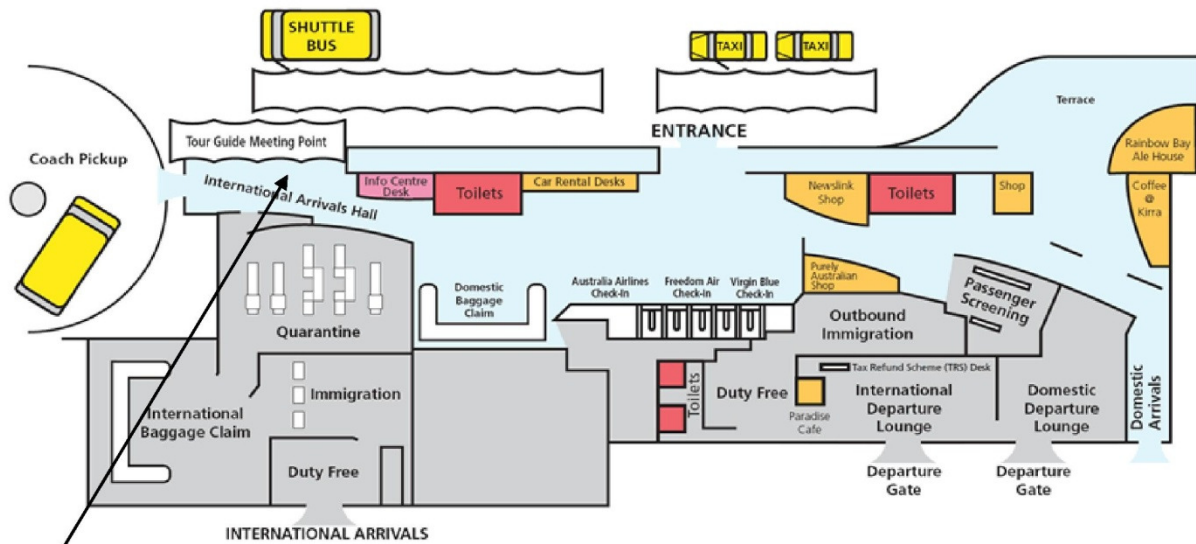 SHUTTLE
BUS
TAXI
TAXI
Terrace
ENTRANCE
Tour Guide Meeting Point
Coach Pickup
Rainbow Bay
Ale House
International Arrivals Hall
Info Centre
Desk
Toilets
Car Rental Desks
Newslink
Shop
Toilets
Shop
Coffee
@
Kirra
Australia Airlines
Check-In
Freedom Air
Check-In
Virgin Blue
Check-In
Purely
Australian
Shop
Passenger
Screening
Domestic
Baggage
Claim
Quarantine
Outbound
Immigration
Tax Refund Scheme (TRS) Desk
Immigration
International
Baggage Claim
Toilets
Duty Free
Paradise
Cafe
International
Departure
Lounge
Domestic
Departure
Lounge
Domestic
Arrivals
Duty Free
Departure
Gate
Departure
Gate
INTERNATIONAL ARRIVALS